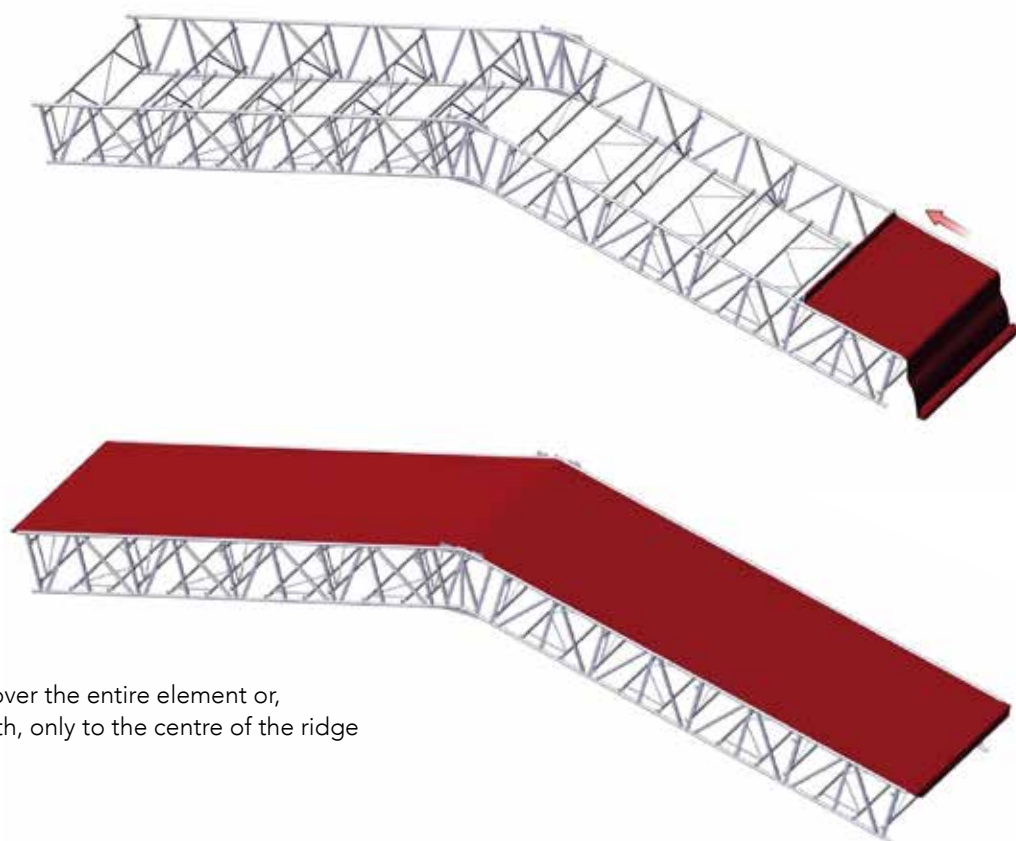 over the entire element or,
th, only to the centre of the ridge